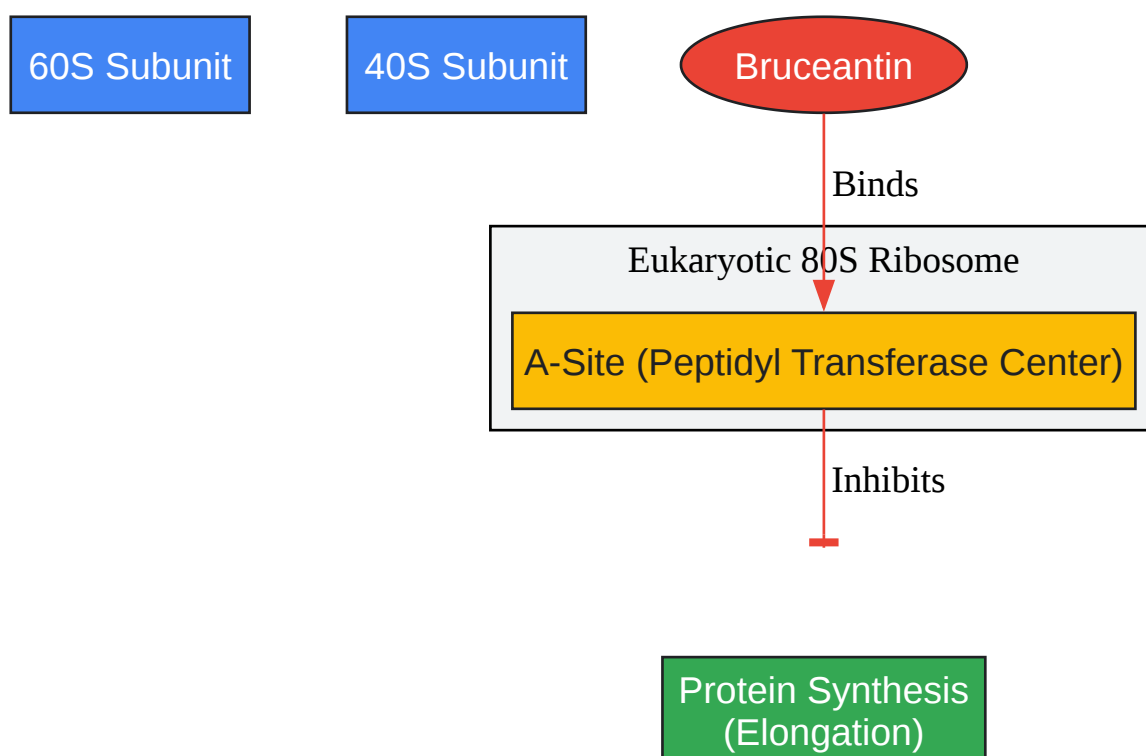 60S Subunit
40S Subunit
Bruceantin
Binds
Eukaryotic 80S Ribosome
A-Site (Peptidyl Transferase Center)
Inhibits
Protein Synthesis
(Elongation)